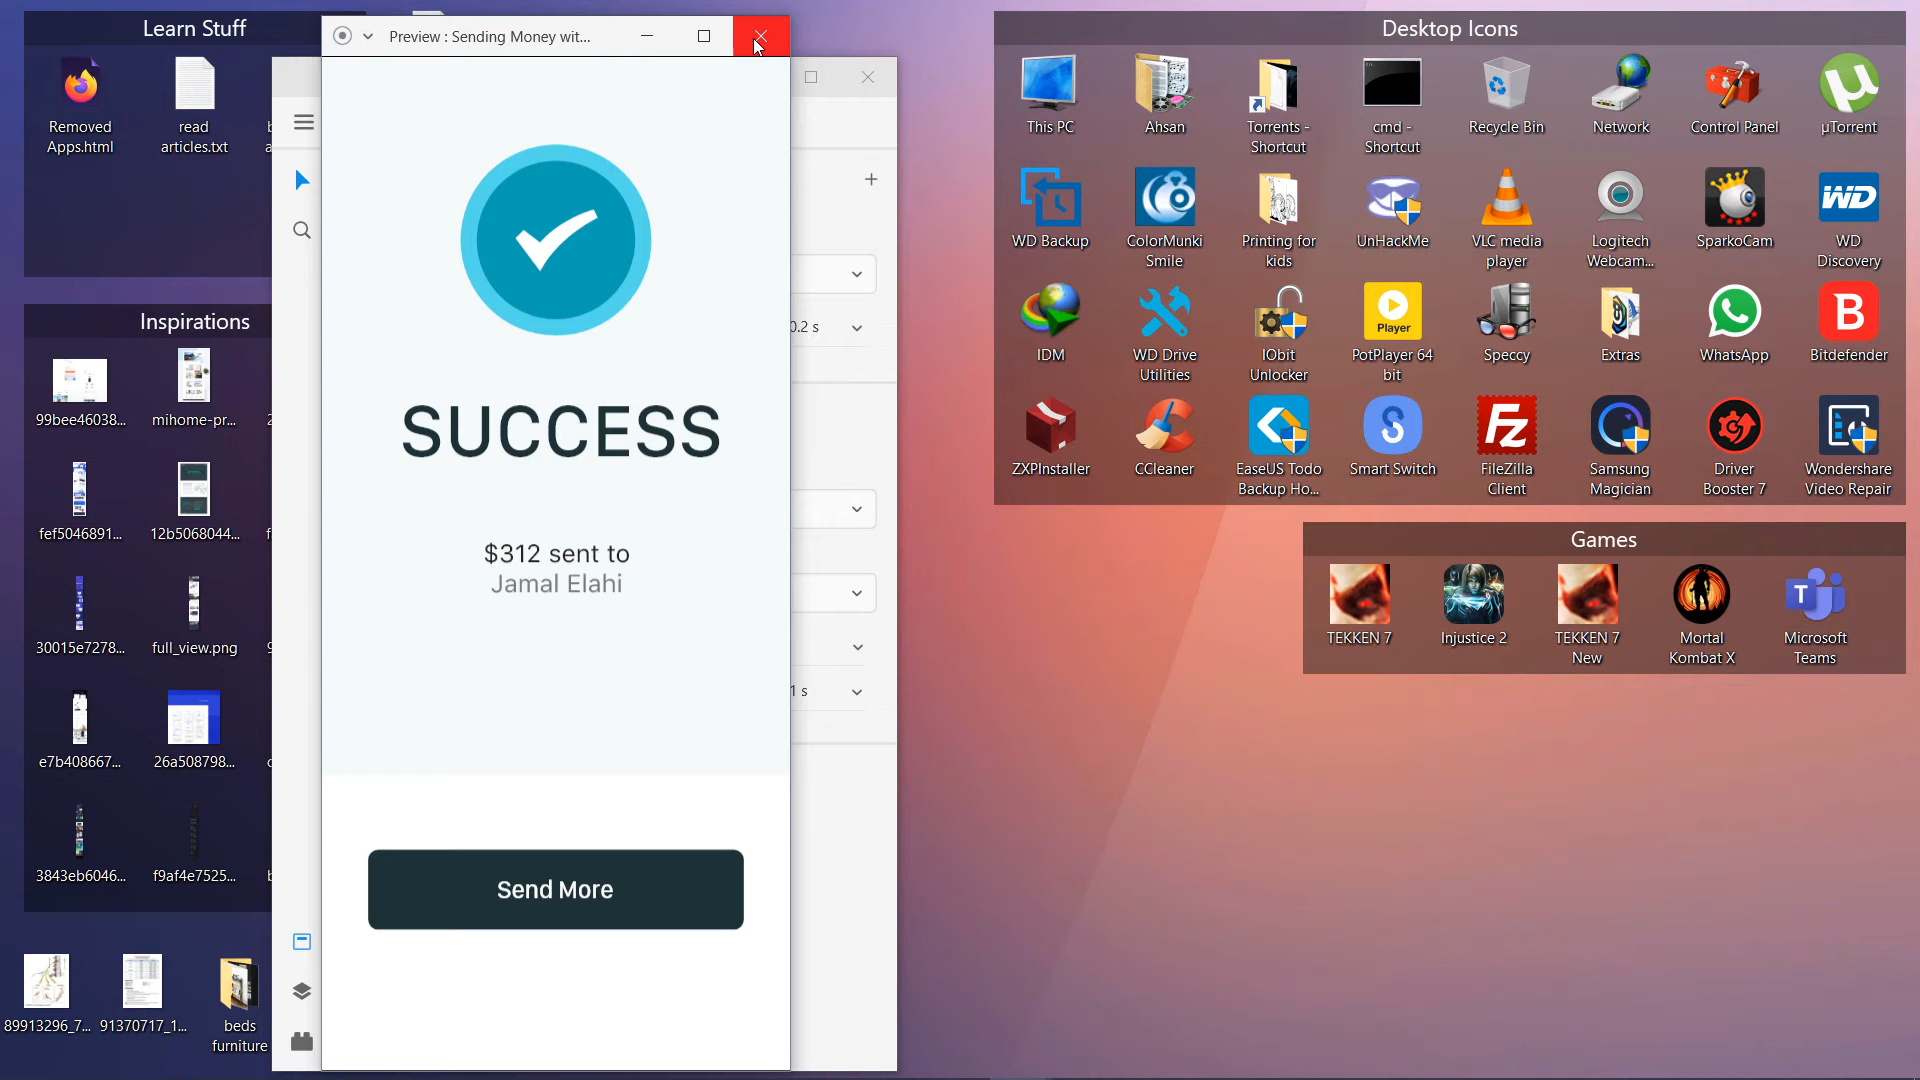 Learn Stuff
Removed
Apps.html
read
articles.txt
Inspirations
99bee46038...
mihome-pr...
fef5046891...
12b5068044...
30015e7278...
full_view.png
e7b408667...
26a508798...
3843eb6046...
f9af4e7525...
89913296_7...
91370717_1...
beds
furniture
Preview : Sending Money wit...
SUCCESS
$312 sent to
Jamal Elahi
Send More
0.2 s
1 s
Desktop Icons
This PC
Ahsan
Torrents -
Shortcut
cmd -
Shortcut
Recycle Bin
Network
Control Panel
µTorrent
WD Backup
ColorMunki
Smile
Printing for
kids
UnHackMe
VLC media
player
Logitech
Webcam...
SparkoCam
WD
WD
Discovery
IDM
WD Drive
Utilities
IObit
Unlocker
Player
PotPlayer 64
bit
Speccy
Extras
WhatsApp
B
Bitdefender
ZXPInstaller
CCleaner
EaseUS Todo
Backup Ho...
S
Smart Switch
Fz
FileZilla
Client
Samsung
Magician
Driver
Booster 7
Wondershare
Video Repair
Games
TEKKEN 7
Injustice 2
TEKKEN 7
New
Mortal
Kombat X
T
Microsoft
Teams